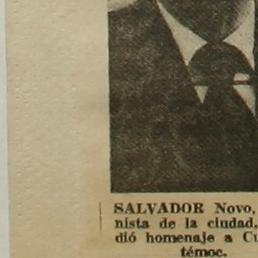 SALVADOR Novo,
nista de la ciudad,
dió homenaje a Cu
témoc.